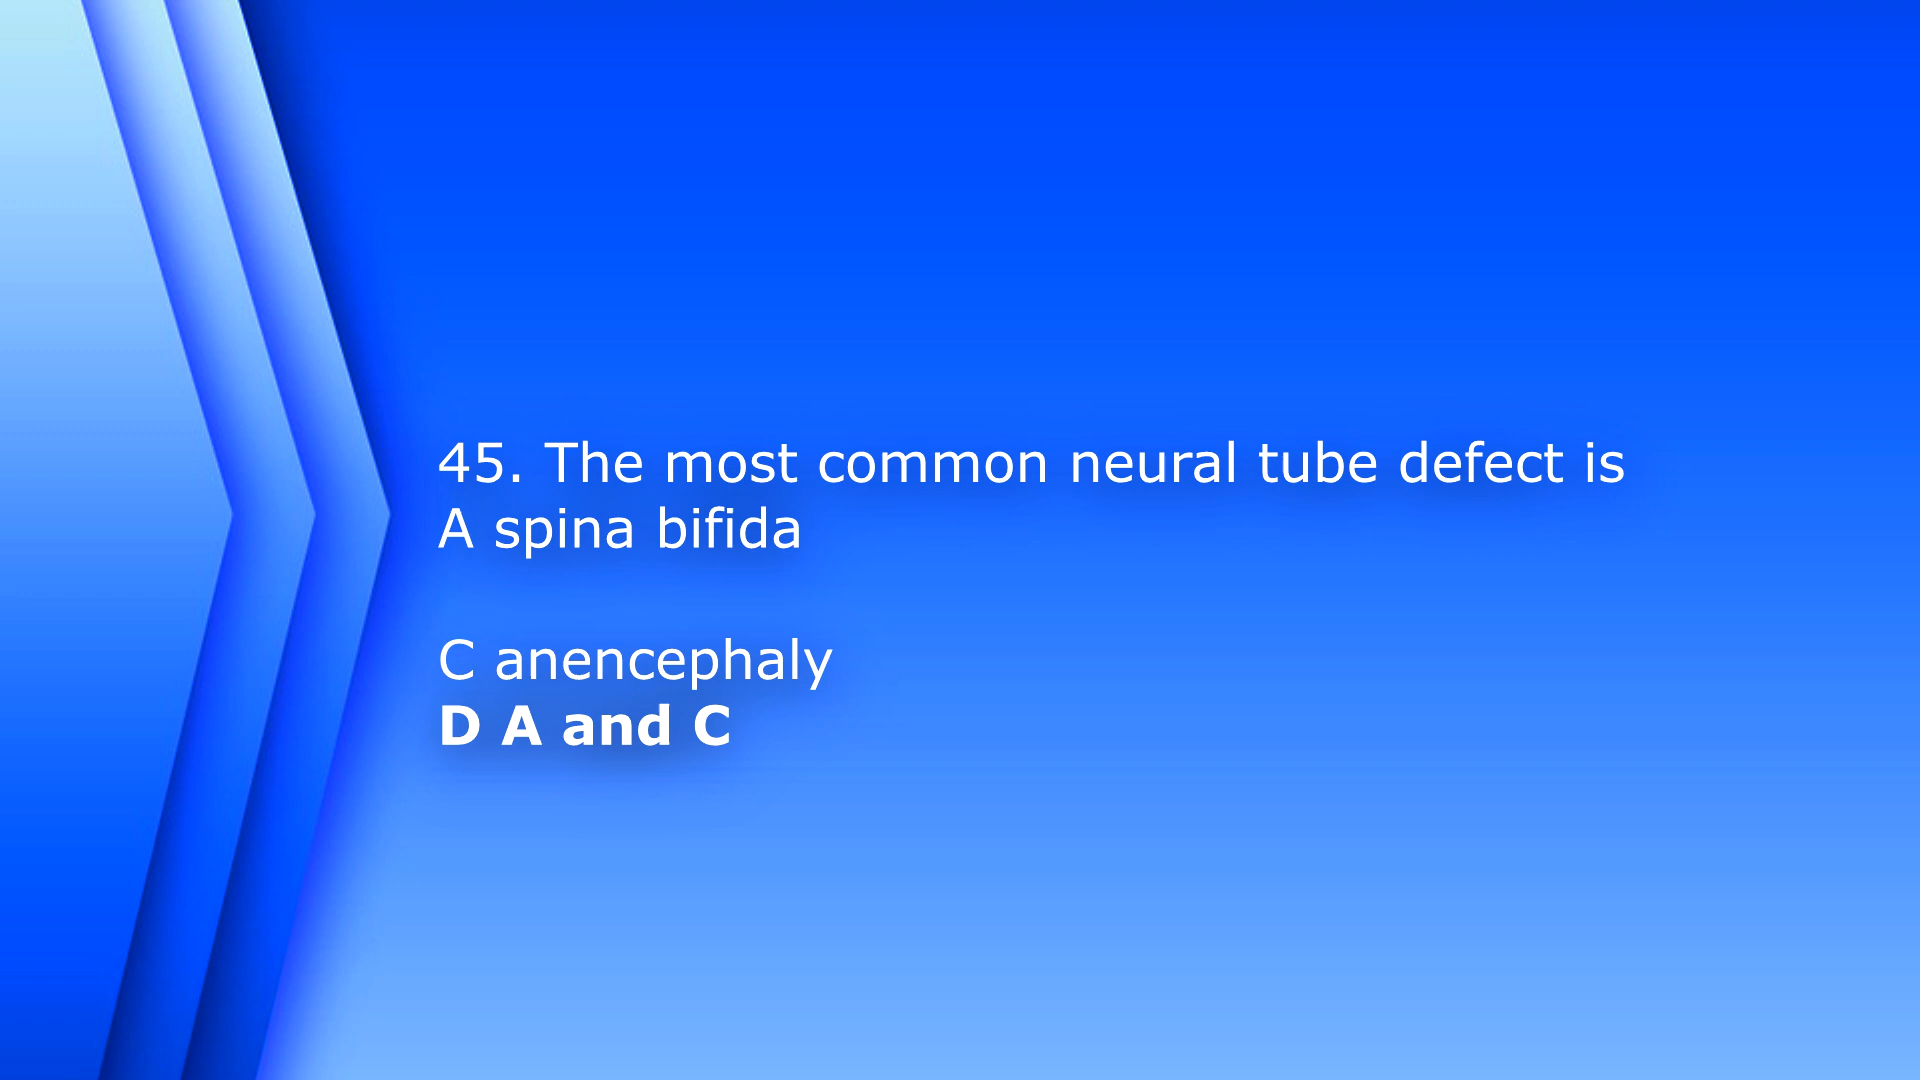 45. The most common neural tube defect is
A spina bifida
C anencephaly
D A and C